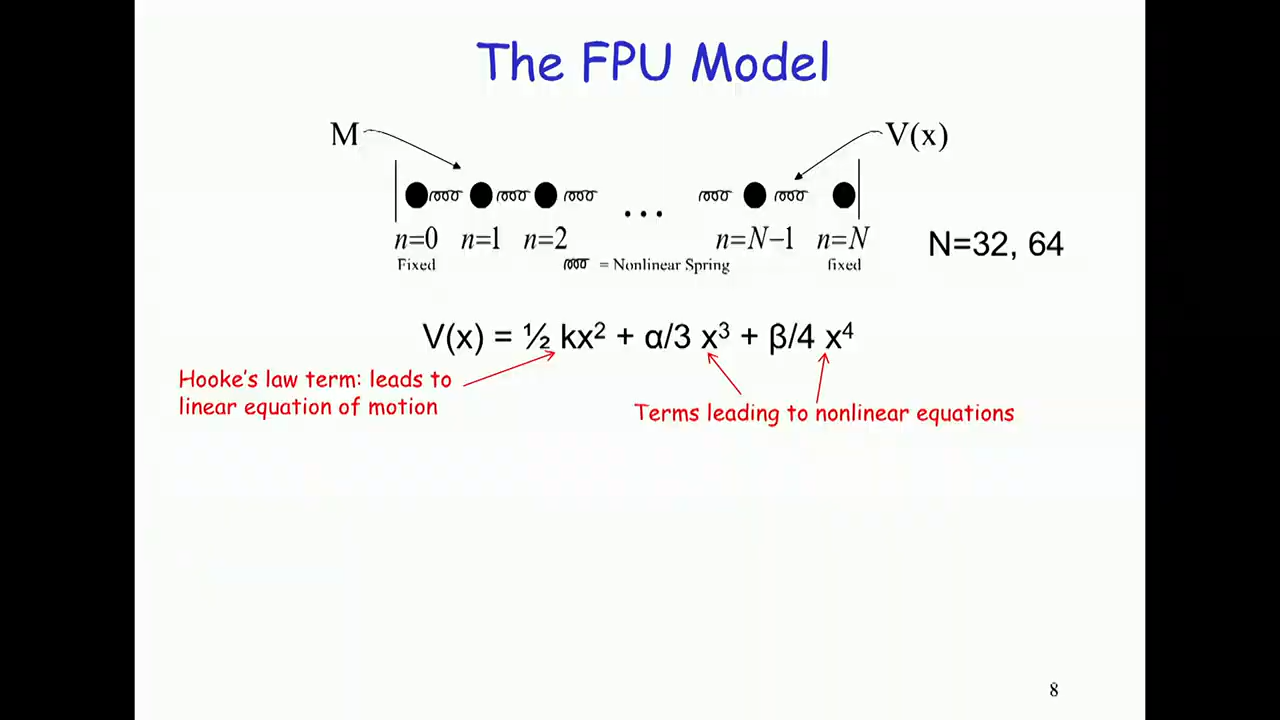 The FPU Model
M
V(x)
...
n=0 n=1 n=2 n=N-1 n=N
Fixed = Nonlinear Spring fixed
N=32, 64
V(x) = ½ kx² + α/3 x³ + β/4 x⁴
Hooke's law term: leads to
linear equation of motion
Terms leading to nonlinear equations
8